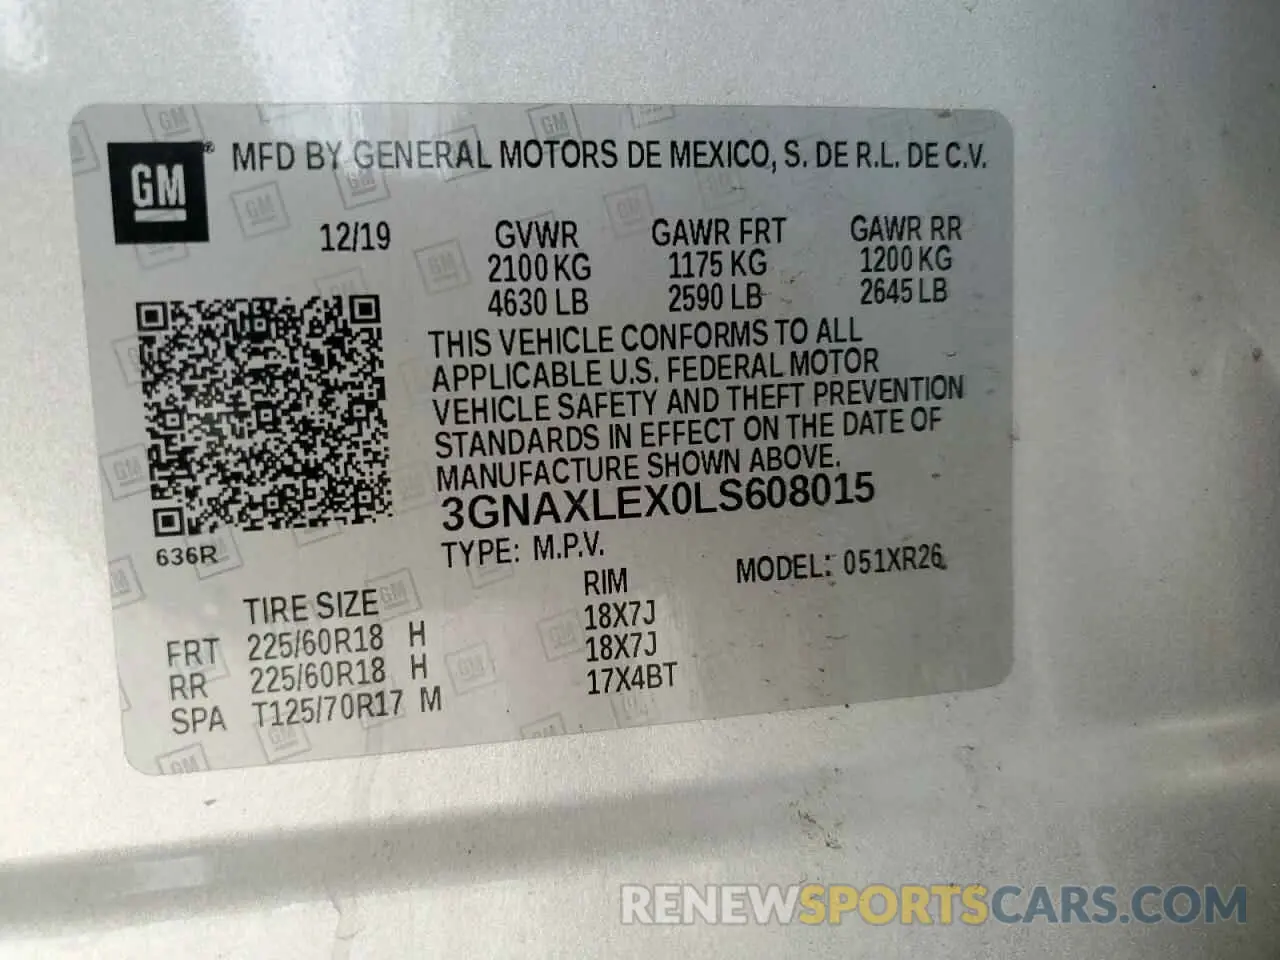 GM ® MFD BY GENERAL MOTORS DE MEXICO, S. DE R.L. DE C.V.
12/19 GVWR GAWR FRT GAWR RR
2100 KG 1175 KG 1200 KG
4630 LB 2590 LB 2645 LB
THIS VEHICLE CONFORMS TO ALL
APPLICABLE U.S. FEDERAL MOTOR
VEHICLE SAFETY AND THEFT PREVENTION
STANDARDS IN EFFECT ON THE DATE OF
MANUFACTURE SHOWN ABOVE.
3GNAXLEX0LS608015
636R
TYPE: M.P.V. MODEL: 051XR26
TIRE SIZE RIM
FRT 225/60R18 H 18X7J
RR 225/60R18 H 18X7J
SPA T125/70R17 M 17X4BT
RENEWSPORTSCARS.COM